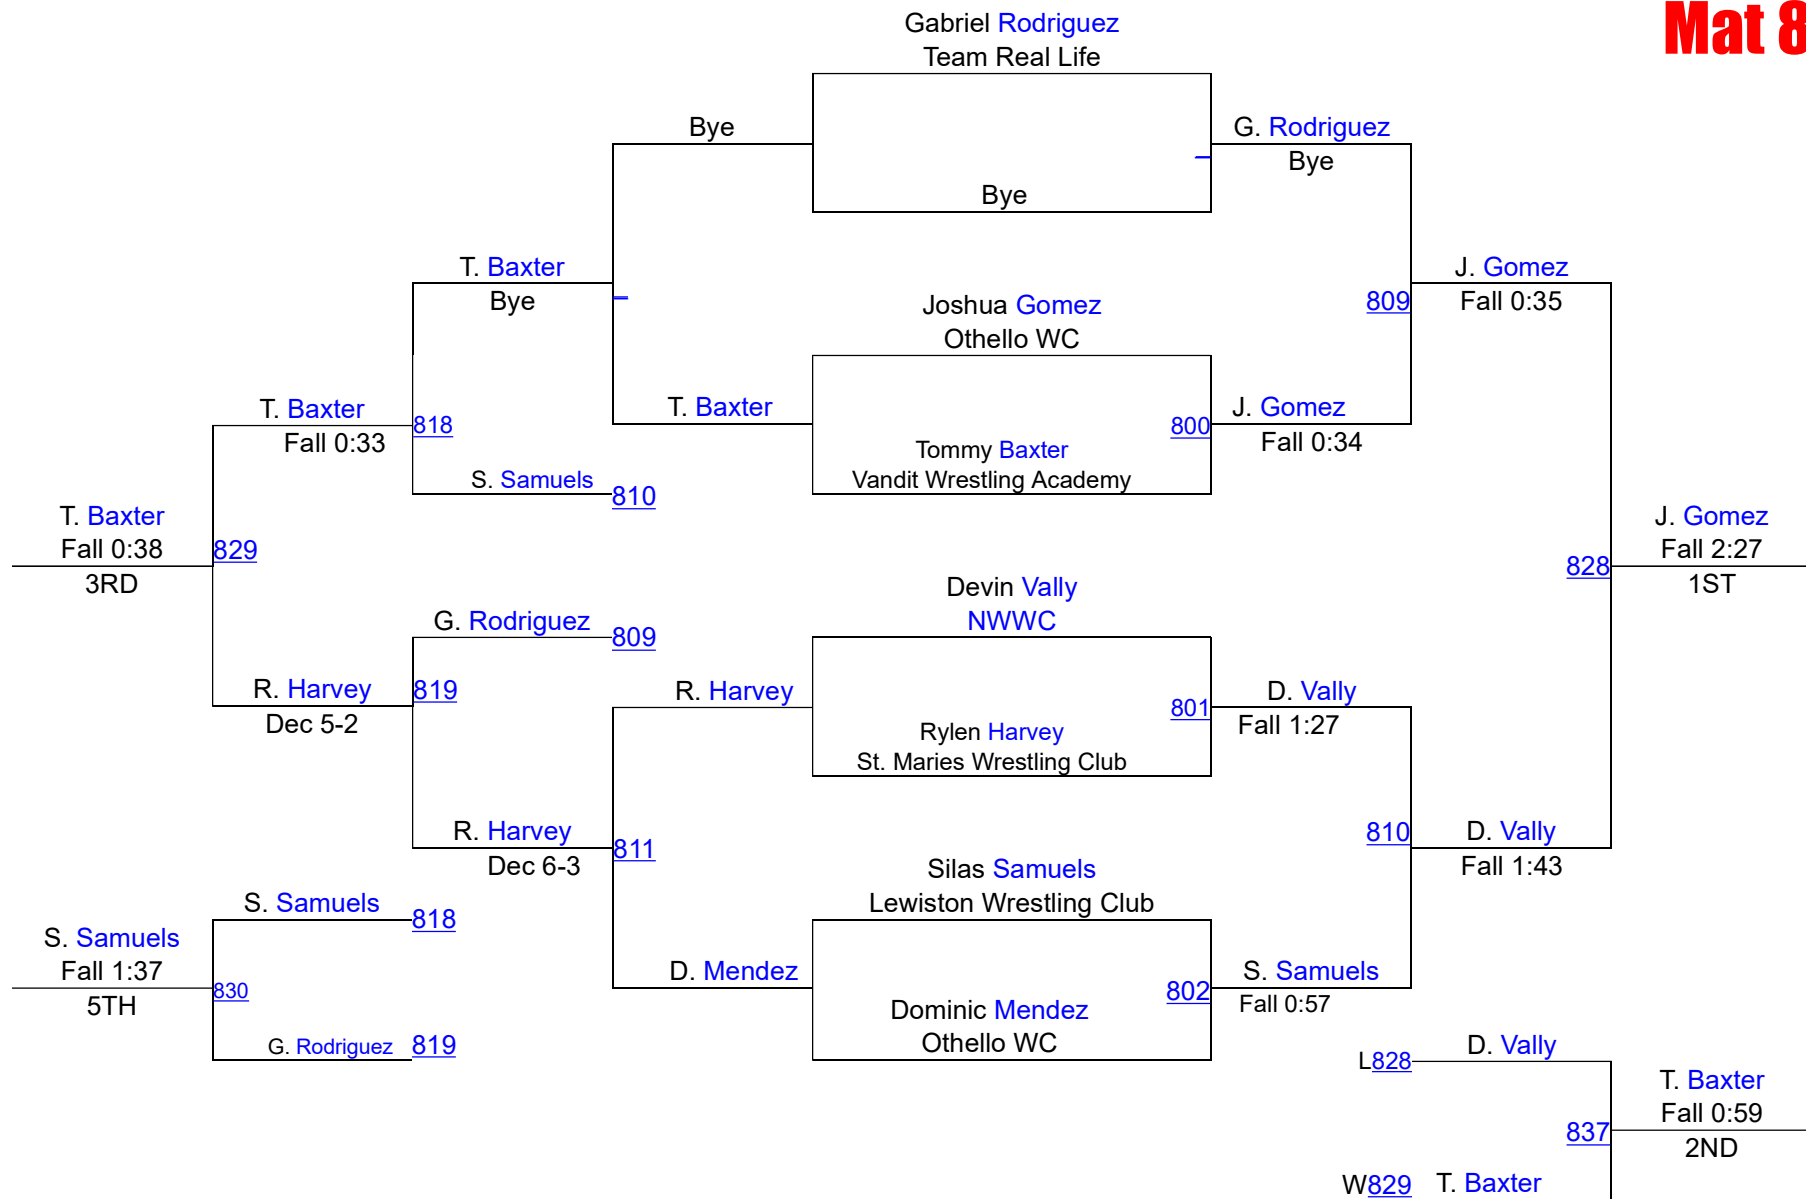 Mat 8
Gabriel Rodriguez
Team Real Life
Bye
G. Rodriguez
Bye
Bye
T. Baxter
Bye
J. Gomez
809
Fall 0:35
Joshua Gomez
Othello WC
T. Baxter
818
Fall 0:33
T. Baxter
800
J. Gomez
Fall 0:34
Tommy Baxter
Vandit Wrestling Academy
S. Samuels
810
T. Baxter
Fall 0:38
829
3RD
J. Gomez
Fall 2:27
828
1ST
Devin Vally
NWWC
G. Rodriguez
809
R. Harvey
819
Dec 5-2
R. Harvey
801
D. Vally
Fall 1:27
Rylen Harvey
St. Maries Wrestling Club
R. Harvey
811
Dec 6-3
810
D. Vally
Fall 1:43
Silas Samuels
Lewiston Wrestling Club
S. Samuels
818
S. Samuels
Fall 1:37
830
5TH
D. Mendez
802
S. Samuels
Fall 0:57
Dominic Mendez
Othello WC
G. Rodriguez
819
L828
D. Vally
T. Baxter
Fall 0:59
837
2ND
W829
T. Baxter